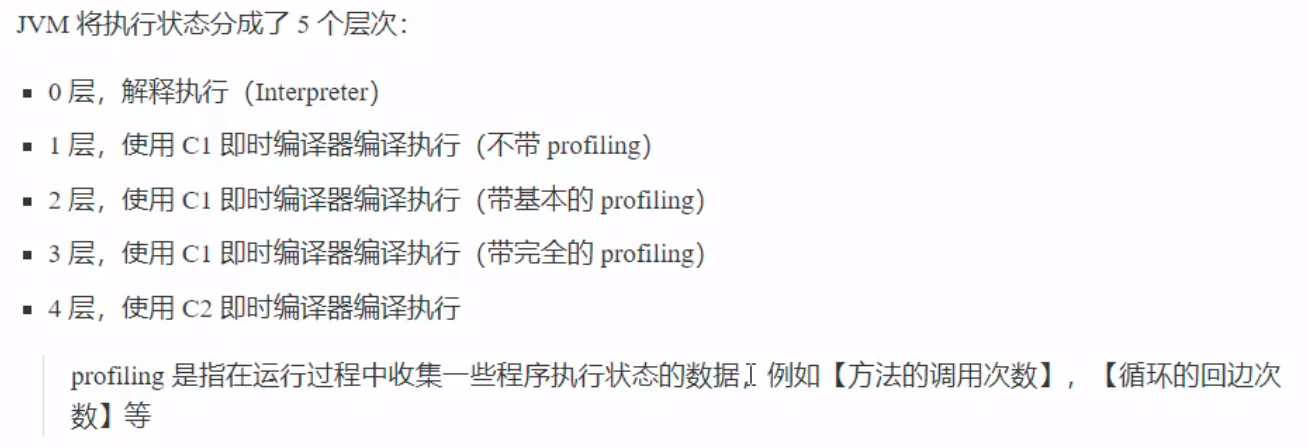 JVM 将执行状态分成了 5 个层次：
▪ 0 层，解释执行（Interpreter）
▪ 1 层，使用 C1 即时编译器编译执行（不带 profiling）
▪ 2 层，使用 C1 即时编译器编译执行（带基本的 profiling）
▪ 3 层，使用 C1 即时编译器编译执行（带完全的 profiling）
▪ 4 层，使用 C2 即时编译器编译执行
profiling 是指在运行过程中收集一些程序执行状态的数据，例如【方法的调用次数】，【循环的回边次
数】等